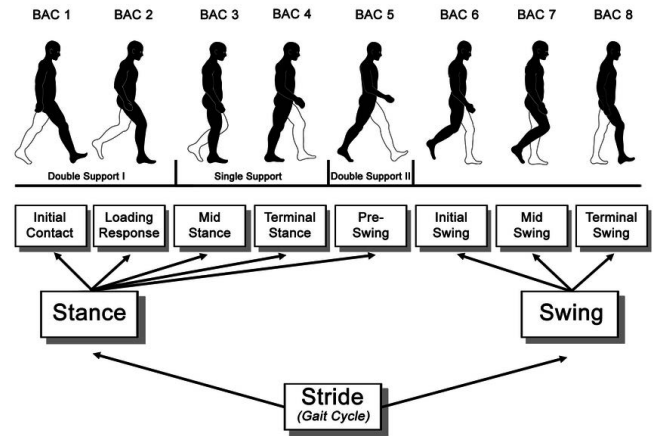 BAC 1 BAC 2 BAC 3 BAC 4 BAC 5 BAC 6 BAC 7 BAC 8
Double Support I Single Support Double Support II
Initial Contact
Loading Response
Mid Stance
Terminal Stance
Pre-
Swing
Initial Swing
Mid Swing
Terminal Swing
Stance Swing
Stride
(Gait Cycle)